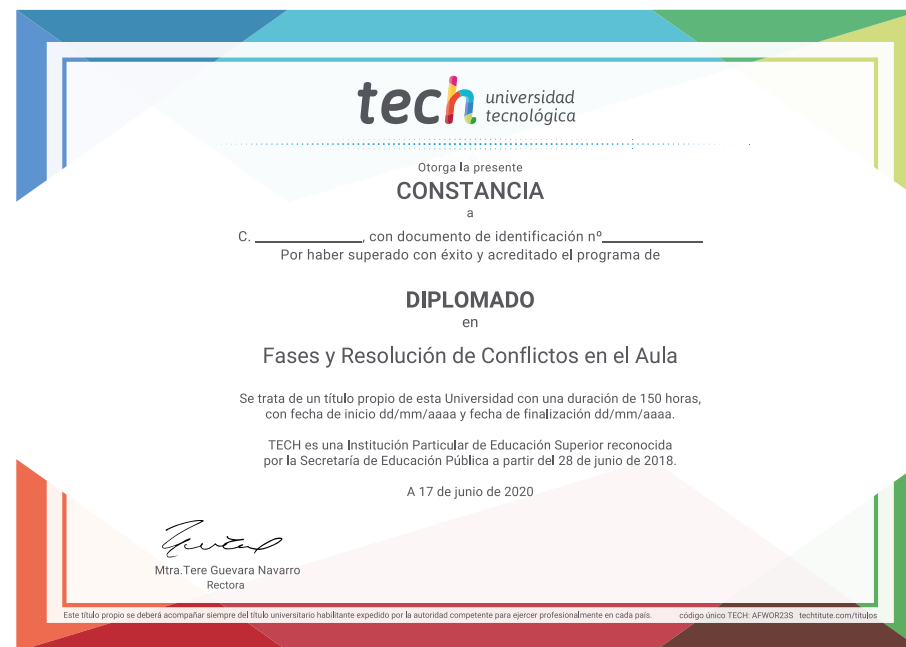 tech universidad
tecnológica
Otorga la presente
CONSTANCIA
a
C. ____________, con documento de identificación nº____________
Por haber superado con éxito y acreditado el programa de
DIPLOMADO
en
Fases y Resolución de Conflictos en el Aula
Se trata de un título propio de esta Universidad con una duración de 150 horas,
con fecha de inicio dd/mm/aaaa y fecha de finalización dd/mm/aaaa.
TECH es una Institución Particular de Educación Superior reconocida
por la Secretaría de Educación Pública a partir del 28 de junio de 2018.
A 17 de junio de 2020
Mtra.Tere Guevara Navarro
Rectora
Este título propio se deberá acompañar siempre del título universitario habilitante expedido por la autoridad competente para ejercer profesionalmente en cada país. código único TECH: AFWOR23S techtitute.com/títulos